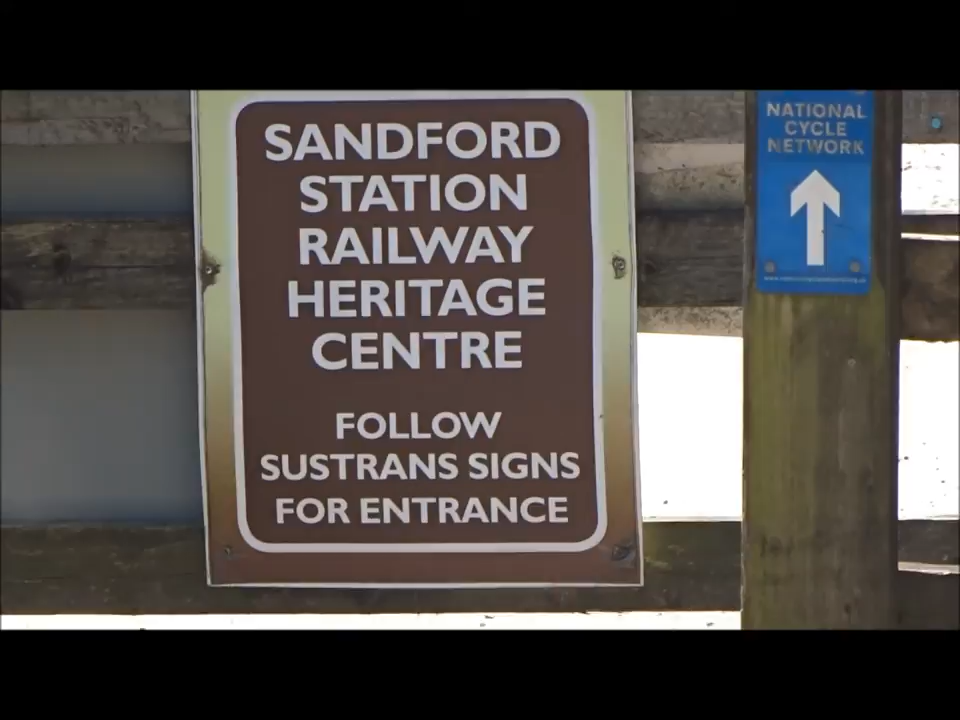 SANDFORD
STATION
RAILWAY
HERITAGE
CENTRE
FOLLOW
SUSTRANS SIGNS
FOR ENTRANCE
NATIONAL
CYCLE
NETWORK